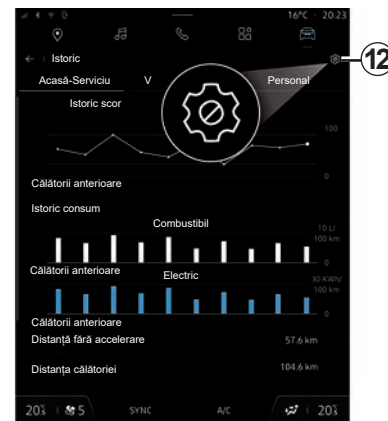 16°C 20:23
← Istoric
12
Acasă-Serviciu V Personal
Istoric scor
100
0
Călătorii anterioare
Istoric consum
Combustibil
10 L/
100 km
0
Călătorii anterioare
Electric
30 KWh/
100 km
0
Călătorii anterioare
Distanță fără accelerare 57.6 km
Distanța călătoriei 104.6 km
5 SYNC A/C